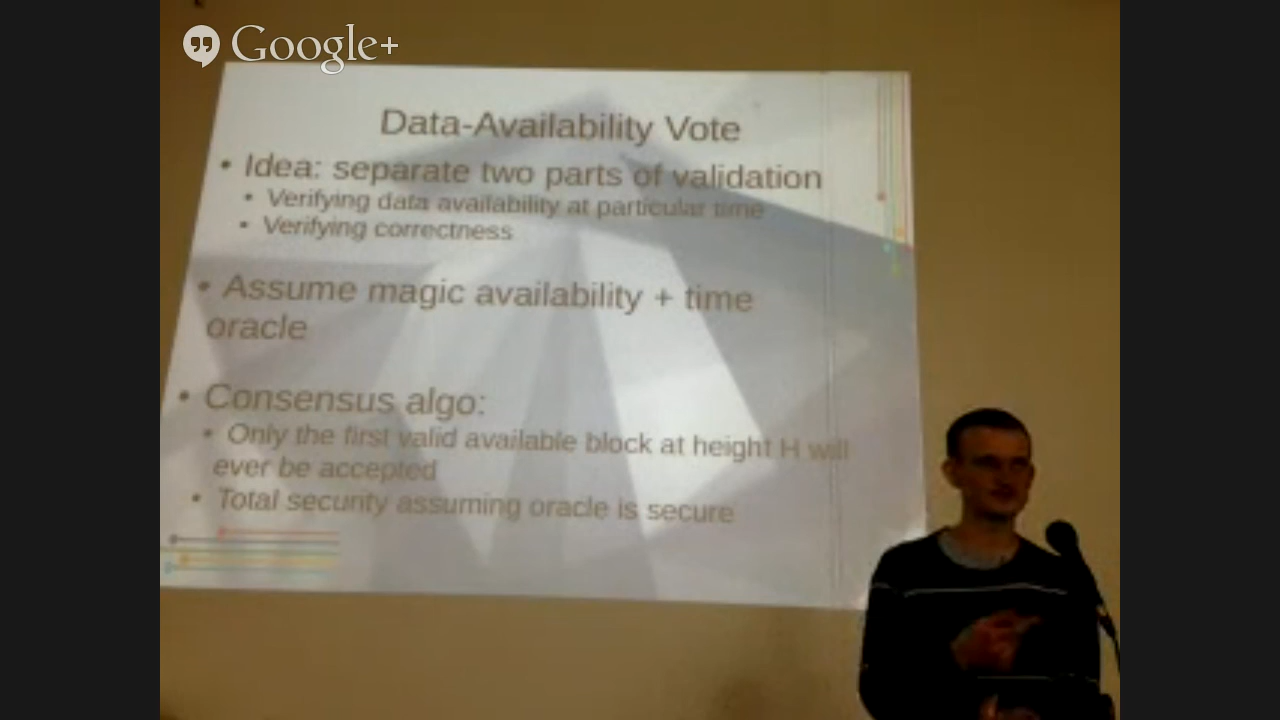 Google+
Data-Availability Vote
• Idea: separate two parts of validation
• Verifying data availability at particular time
• Verifying correctness
• Assume magic availability + time
oracle
• Consensus algo:
• Only the first valid available block at height H will
ever be accepted
• Total security assuming oracle is secure